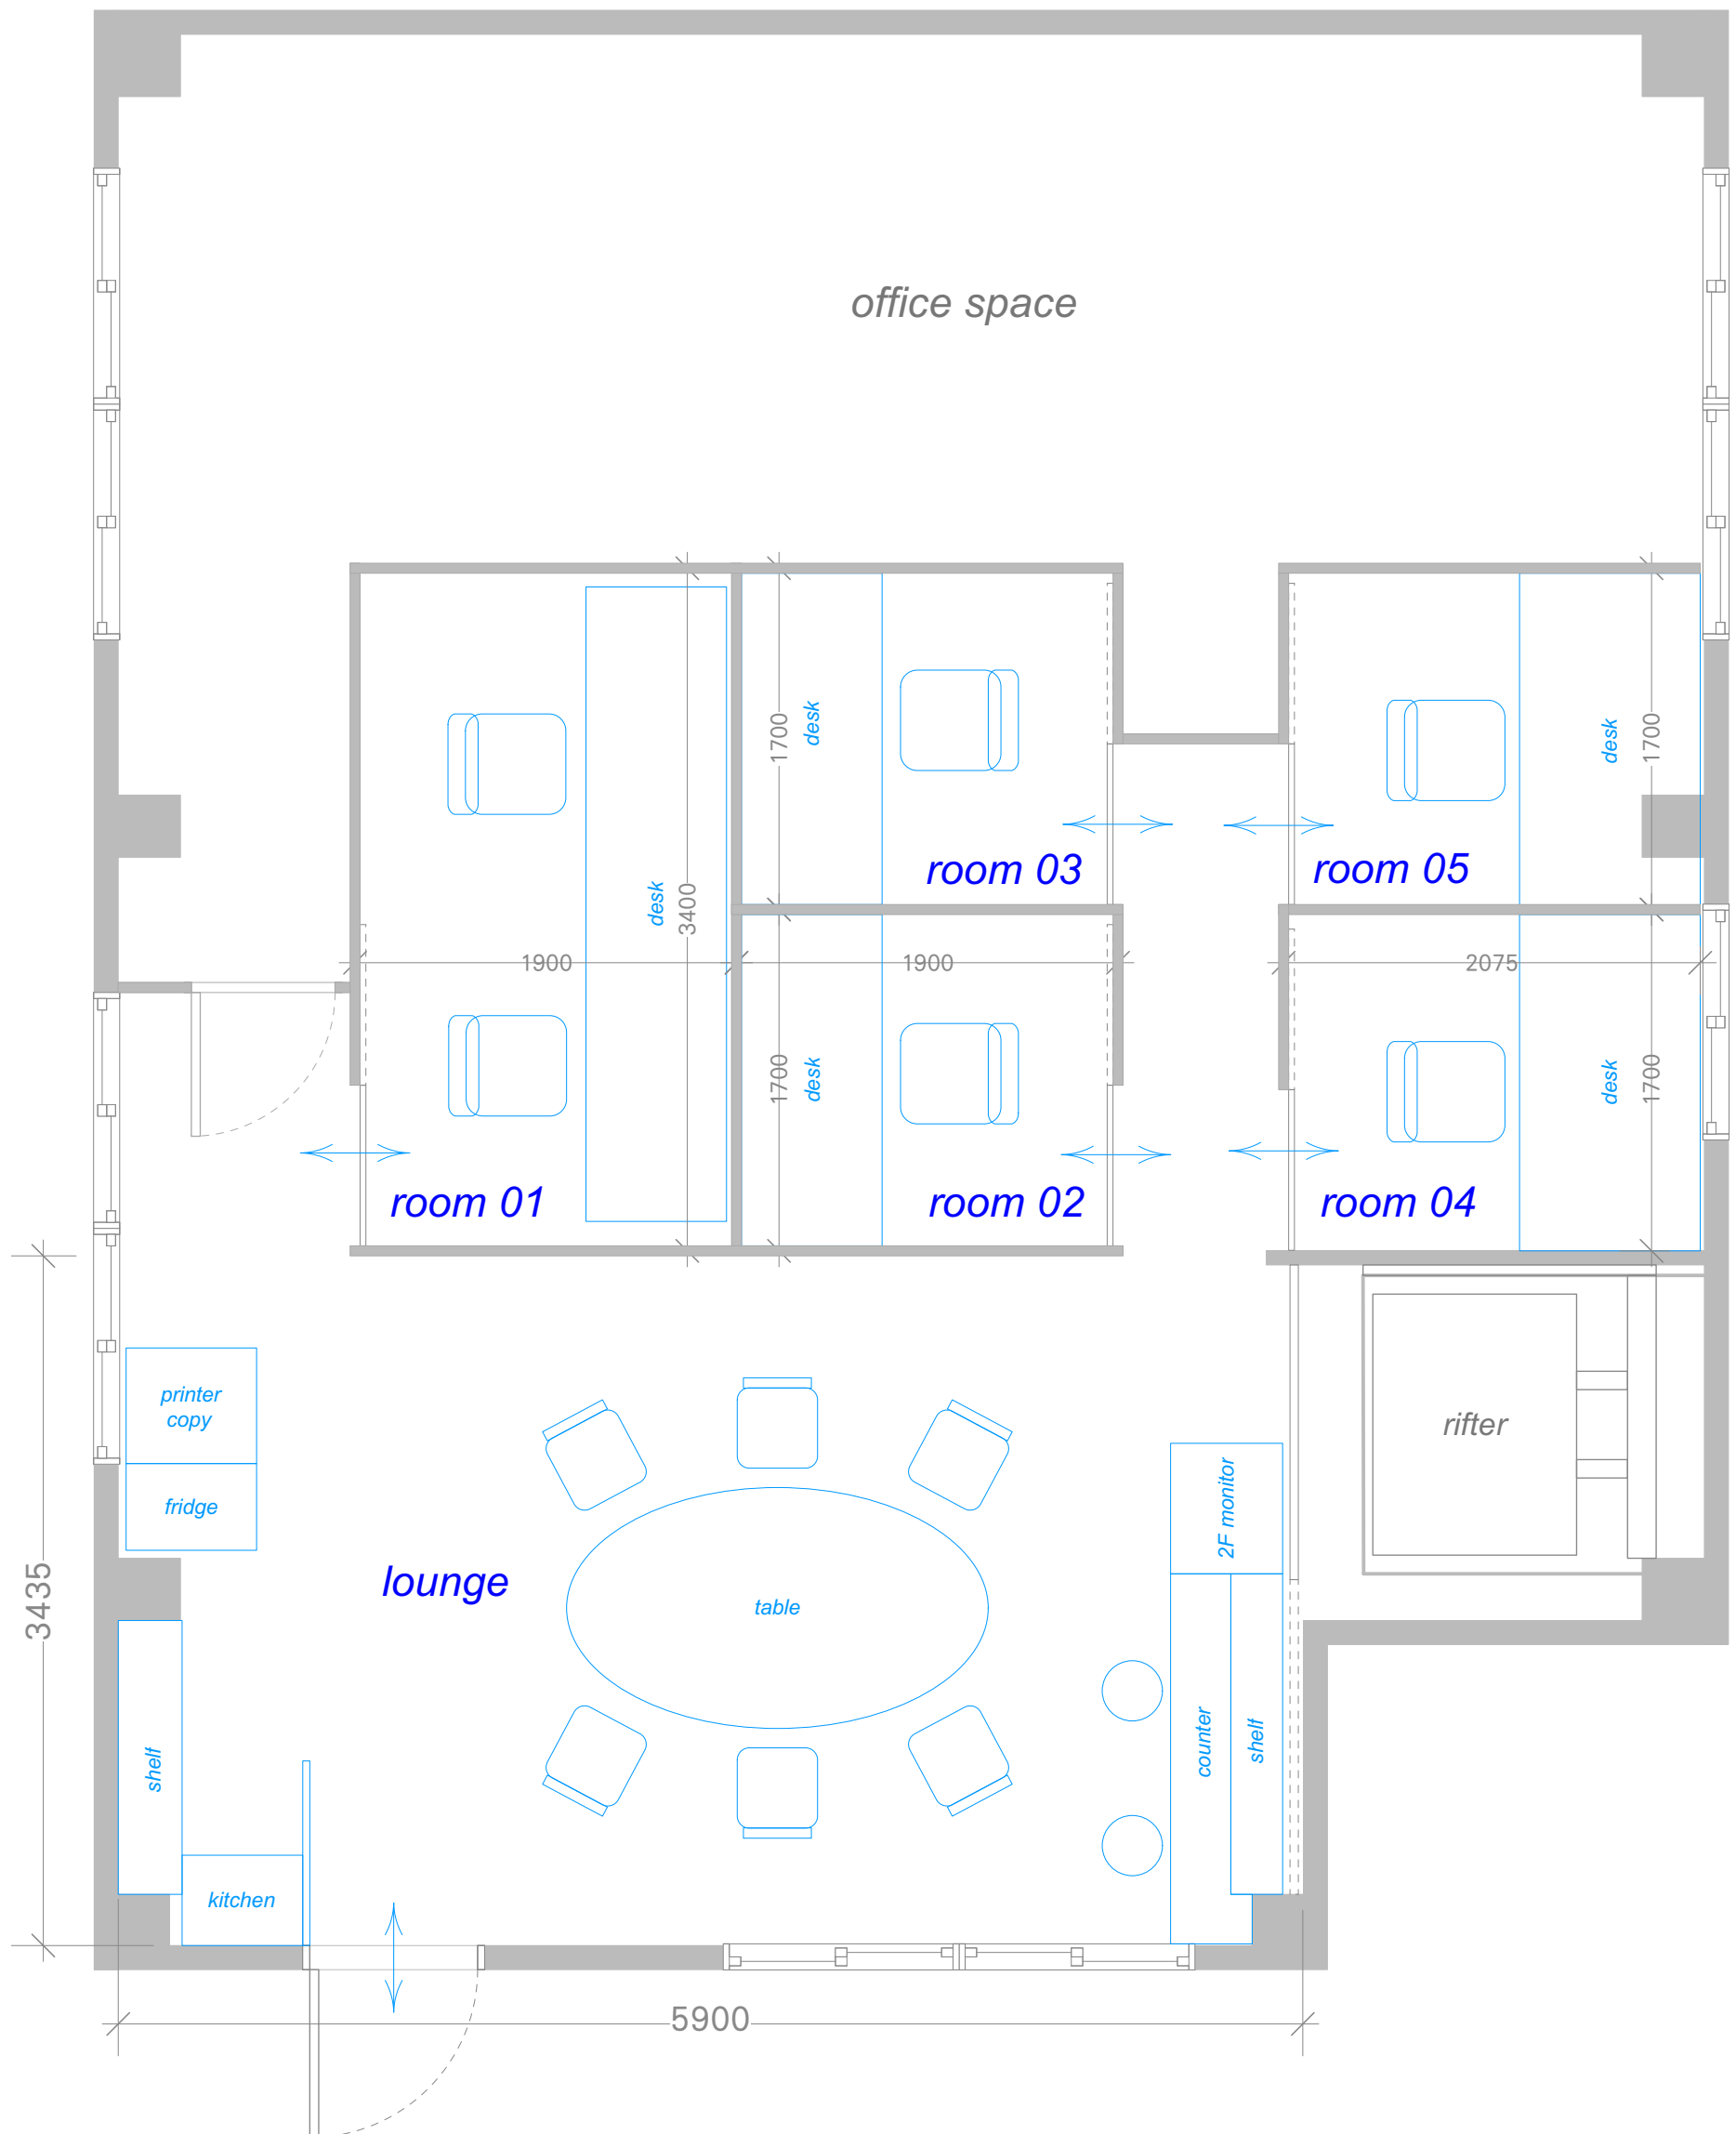 office space
desk
1700
desk
1700
room 03
room 05
desk
3400
1900
1900
2075
desk
1700
desk
1700
room 01
room 02
room 04
printer
copy
fridge
rifter
2F monitor
lounge
table
3435
shelf
counter
shelf
kitchen
5900